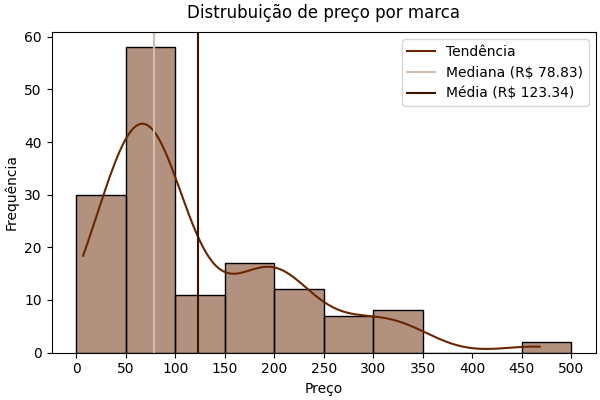 Distrubuição de preço por marca
Tendência
Mediana (R$ 78.83)
Média (R$ 123.34)
Frequência
60
50
40
30
20
10
0
0 50 100 150 200 250 300 350 400 450 500
Preço